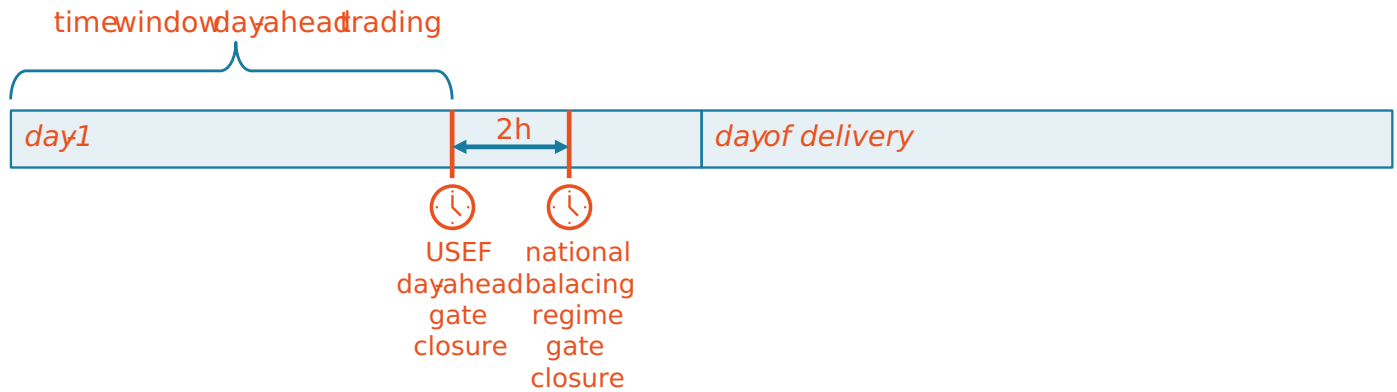 time window day-ahead trading
day-1
2h
day of delivery
USEF
day-ahead
gate
closure
national
balacing
regime
gate
closure